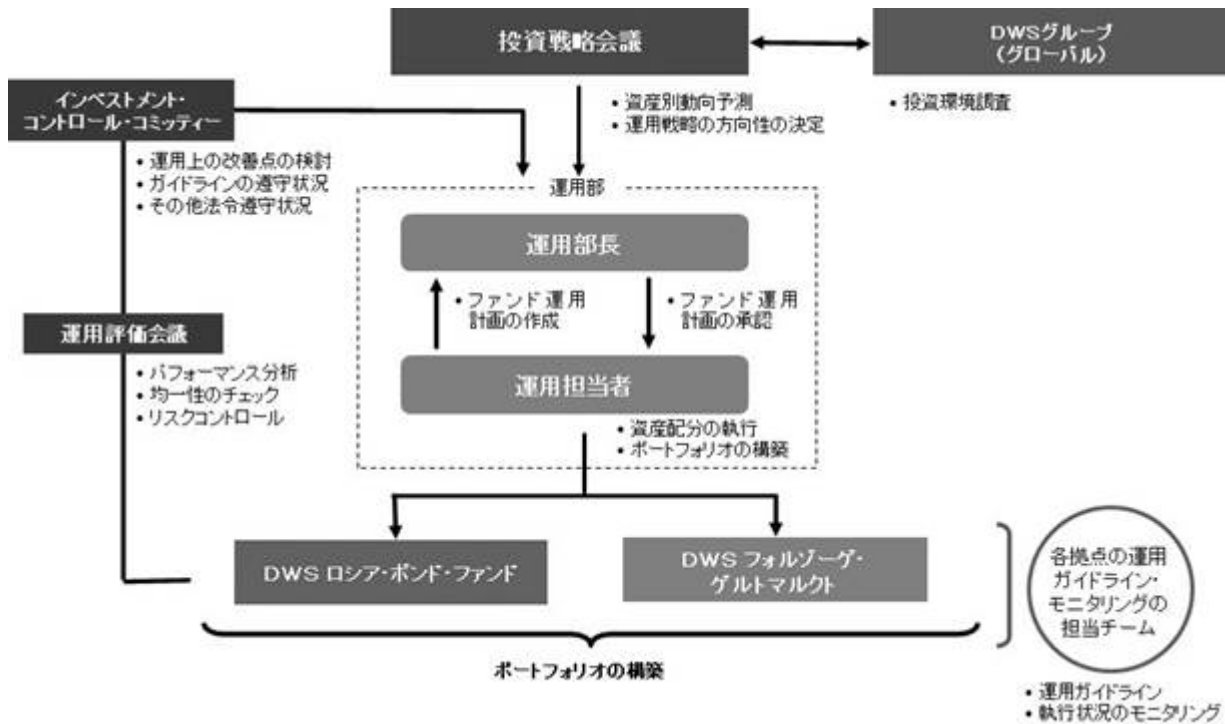 投資戦略会議
DWSグループ
(グローバル)
• 資産別動向予測
• 運用戦略の方向性の決定
• 投資環境調査
インベストメント・
コントロール・コミッティー
• 運用上の改善点の検討
• ガイドラインの遵守状況
• その他法令遵守状況
運用部
運用部長
• ファンド運用
計画の作成
• ファンド運用
計画の承認
運用担当者
• 資産配分の執行
• ポートフォリオの構築
運用評価会議
• パフォーマンス分析
• 均一性のチェック
• リスクコントロール
DWS ロシア・ボンド・ファンド
DWS フォルゾーゲ・
ゲルトマルクト
ポートフォリオの構築
各拠点の運用
ガイドライン・
モニタリングの
担当チーム
• 運用ガイドライン
• 執行状況のモニタリング